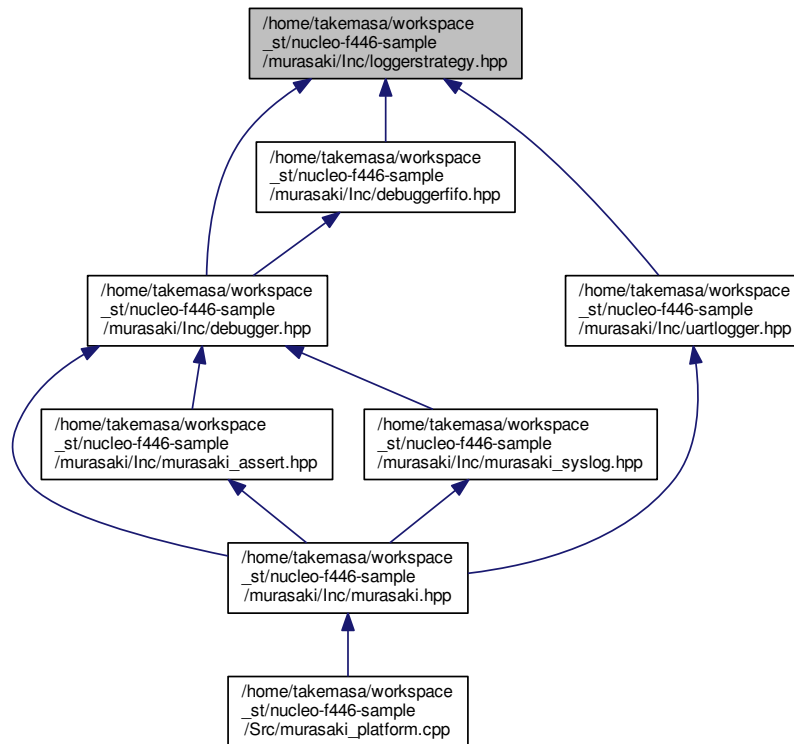 /home/takemasa/workspace
_st/nucleo-f446-sample
/murasaki/Inc/loggerstrategy.hpp
/home/takemasa/workspace
_st/nucleo-f446-sample
/murasaki/Inc/debuggerfifo.hpp
/home/takemasa/workspace
_st/nucleo-f446-sample
/murasaki/Inc/debugger.hpp
/home/takemasa/workspace
_st/nucleo-f446-sample
/murasaki/Inc/uartlogger.hpp
/home/takemasa/workspace
_st/nucleo-f446-sample
/murasaki/Inc/murasaki_assert.hpp
/home/takemasa/workspace
_st/nucleo-f446-sample
/murasaki/Inc/murasaki_syslog.hpp
/home/takemasa/workspace
_st/nucleo-f446-sample
/murasaki/Inc/murasaki.hpp
/home/takemasa/workspace
_st/nucleo-f446-sample
/Src/murasaki_platform.cpp